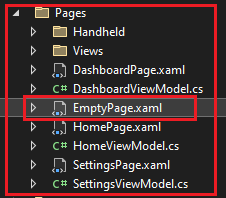 Pages
Handheld
Views
DashboardPage.xaml
C# DashboardViewModel.cs
EmptyPage.xaml
HomePage.xaml
C# HomeViewModel.cs
SettingsPage.xaml
C# SettingsViewModel.cs